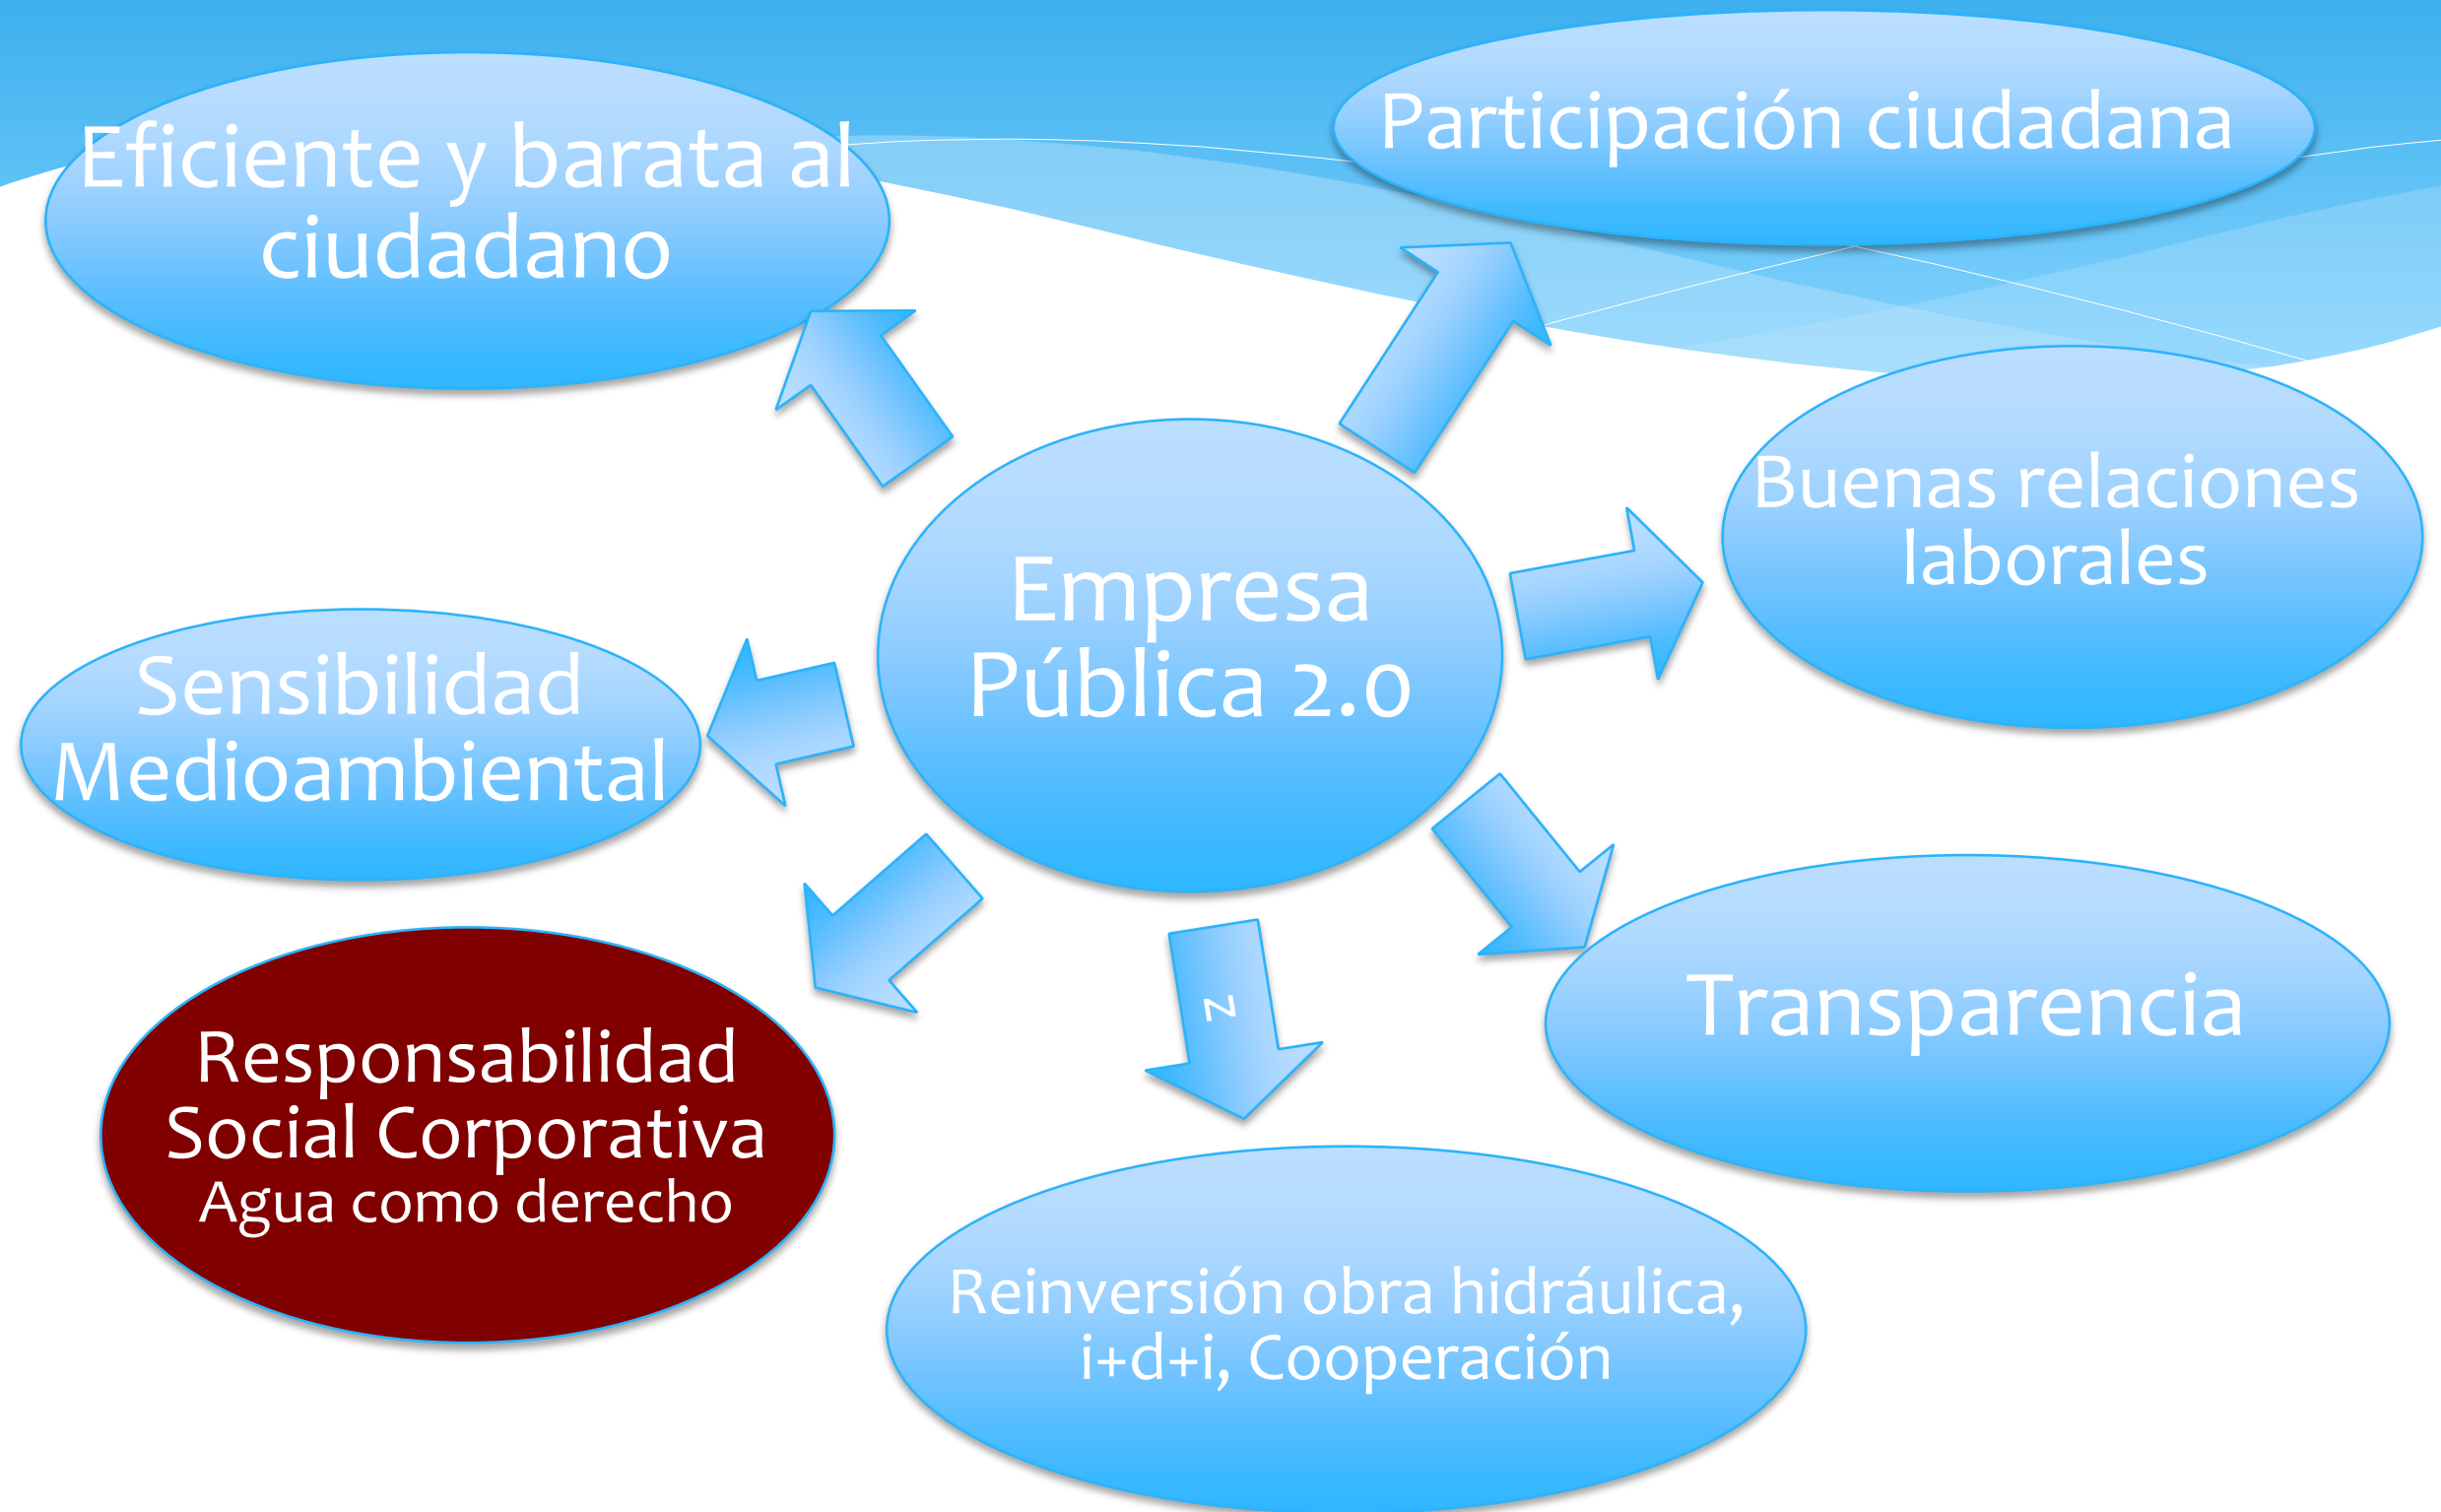 Eficiente y barata al
ciudadano
Participación ciudadana
Buenas relaciones
laborales
Empresa
Pública 2.0
Sensibilidad
Medioambiental
Transparencia
z
Responsabilidad
Social Corporativa
Agua como derecho
Reinversión obra hidráulica,
i+d+i, Cooperación